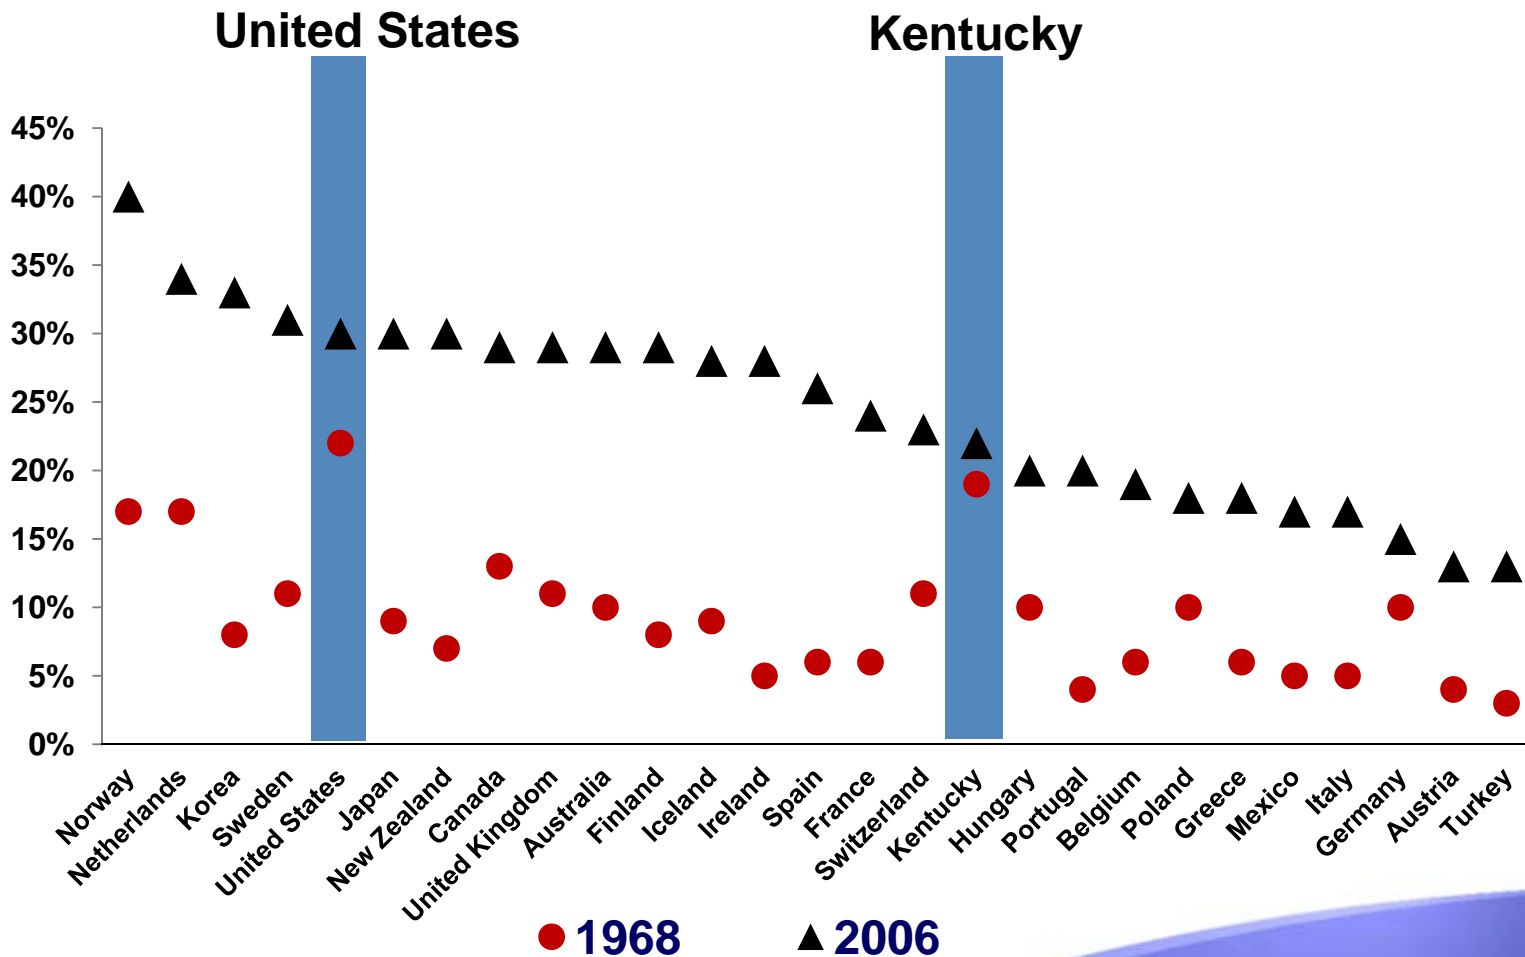 United States
Kentucky
45%
40%
35%
30%
25%
20%
15%
10%
5%
0%
Norway
Netherlands
Korea
Sweden
United States
Japan
New Zealand
Canada
United Kingdom
Australia
Finland
Iceland
Ireland
Spain
France
Switzerland
Kentucky
Hungary
Portugal
Belgium
Poland
Greece
Mexico
Italy
Germany
Austria
Turkey
1968
2006